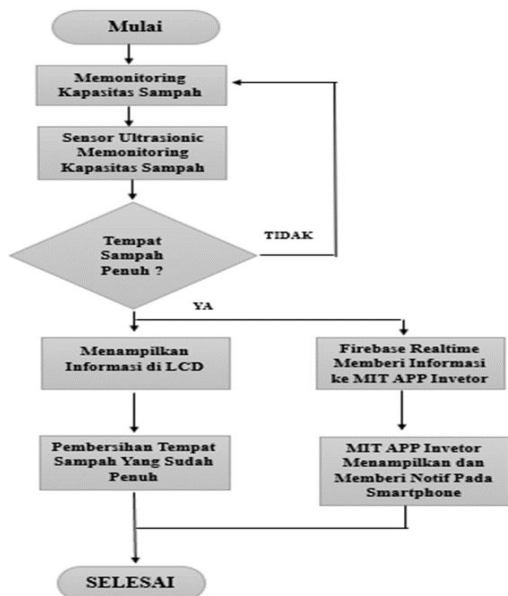 Mulai
Memonitoring
Kapasitas Sampah
Sensor Ultrasionic
Memonitoring
Kapasitas Sampah
Tempat
Sampah
Penuh ?
TIDAK
YA
Menampilkan
Informasi di LCD
Firebase Realtime
Memberi Informasi
ke MIT APP Invetor
Pembersihan Tempat
Sampah Yang Sudah
Penuh
MIT APP Invetor
Menampilkan dan
Memberi Notif Pada
Smartphone
SELESAI